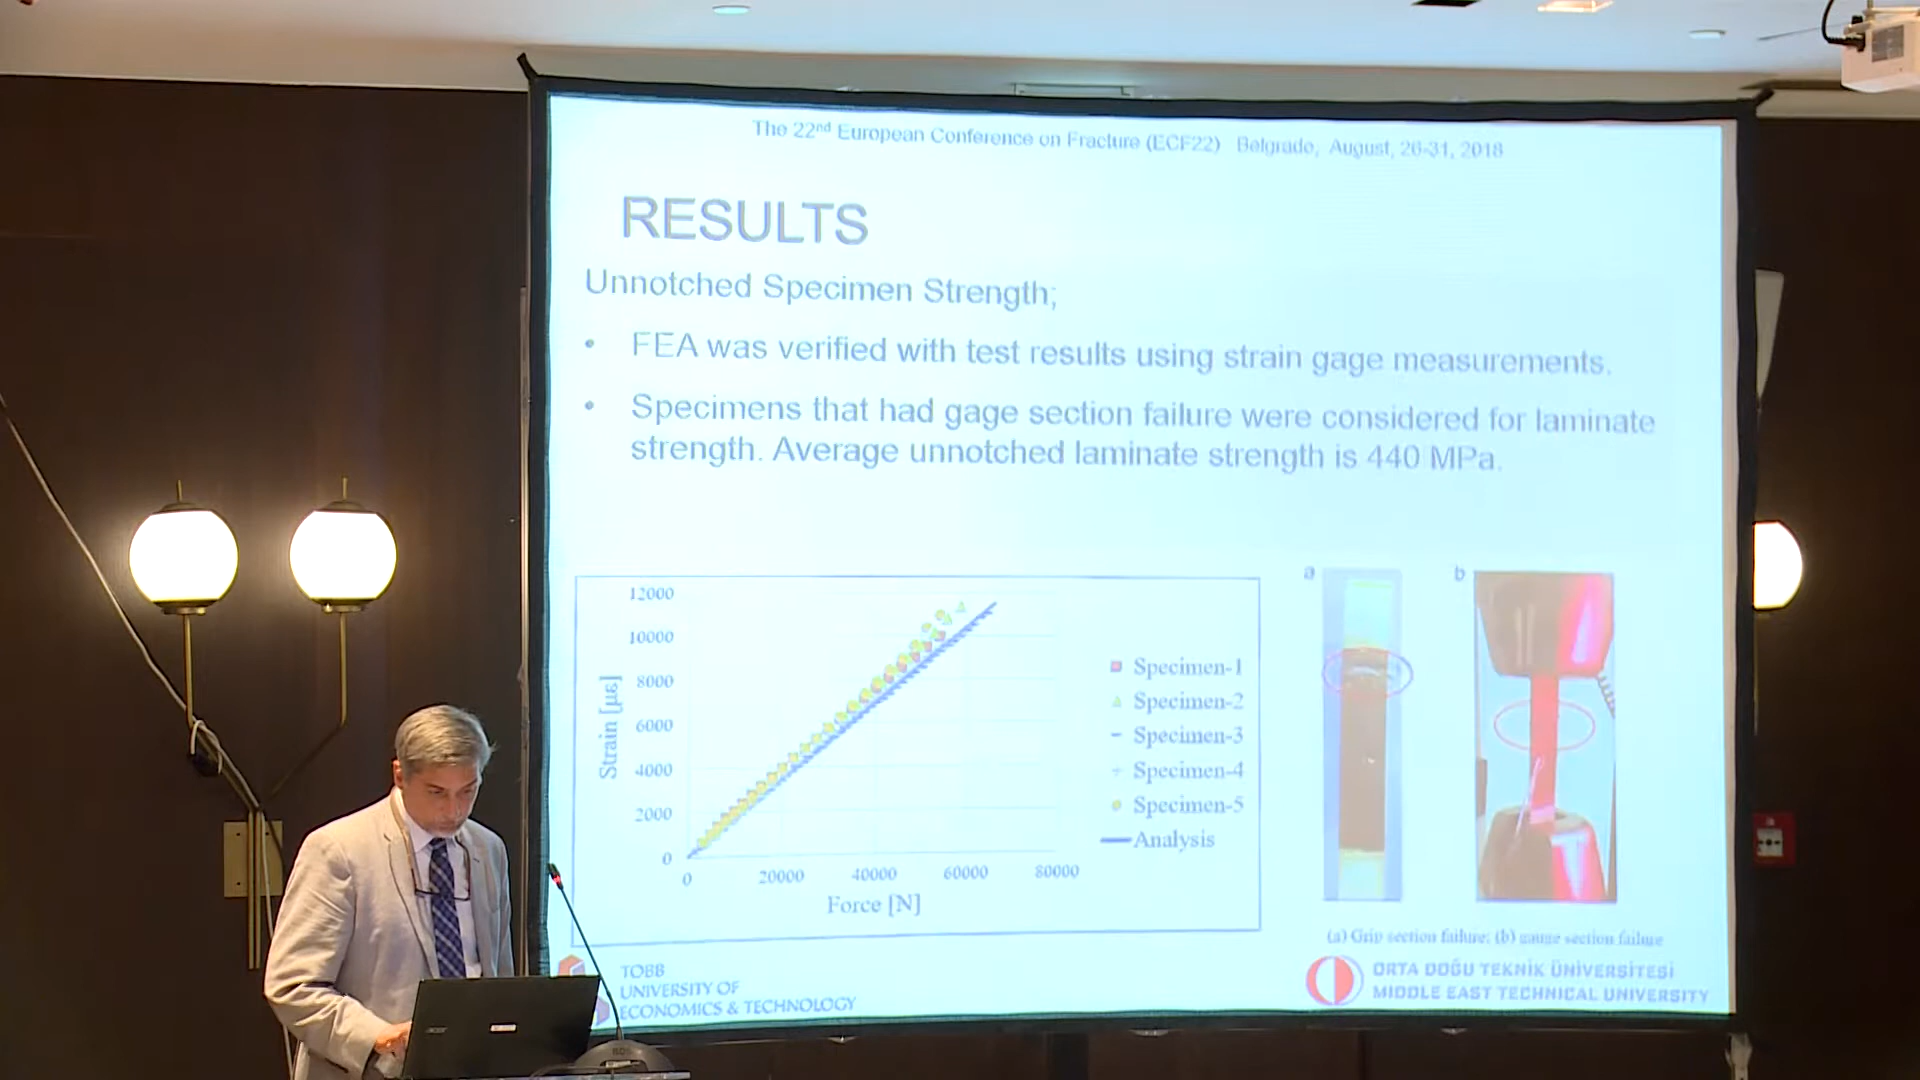 The 22nd European Conference on Fracture (ECF22) Belgrade, August, 26-31, 2018
RESULTS
Unnotched Specimen Strength;
• FEA was verified with test results using strain gage measurements.
• Specimens that had gage section failure were considered for laminate
strength. Average unnotched laminate strength is 440 MPa.
12000
10000
8000
6000
4000
2000
0
Strain [µε]
0 20000 40000 60000 80000
Force [N]
Specimen-1
Specimen-2
Specimen-3
Specimen-4
Specimen-5
Analysis
a b
(a) Grip section failure; (b) gauge section failure
TOBB
UNIVERSITY OF
ECONOMICS & TECHNOLOGY
ORTA DOĞU TEKNİK ÜNİVERSİTESİ
MIDDLE EAST TECHNICAL UNIVERSITY
acer